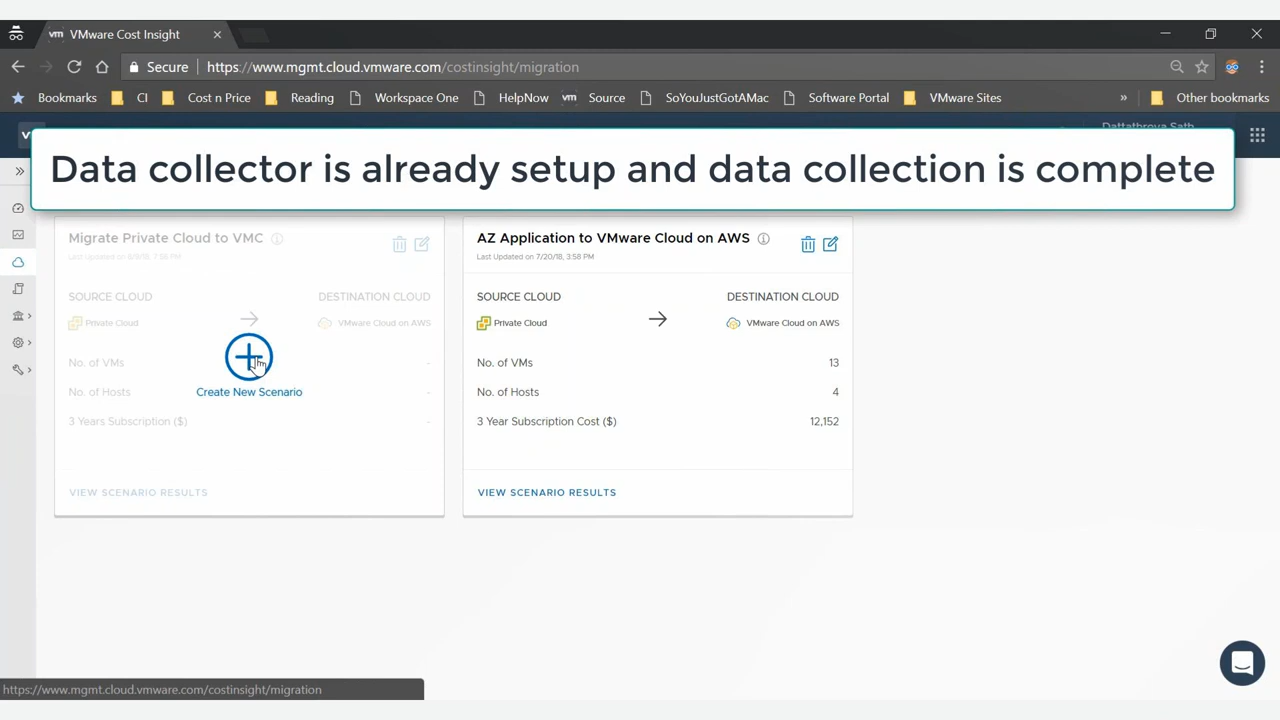 VMware Cost Insight
Secure https://www.mgmt.cloud.vmware.com/costinsight/migration
Bookmarks CI Cost n Price Reading Workspace One HelpNow Source SoYouJustGotAMac Software Portal VMware Sites » Other bookmarks
Data collector is already setup and data collection is complete
Migrate Private Cloud to VMC
SOURCE CLOUD DESTINATION CLOUD
Private Cloud VMware Cloud on AWS
No. of VMs -
No. of Hosts -
3 Years Subscription ($) -
Create New Scenario
VIEW SCENARIO RESULTS
AZ Application to VMware Cloud on AWS
Last Updated on 7/20/18, 3:58 PM
SOURCE CLOUD DESTINATION CLOUD
Private Cloud VMware Cloud on AWS
No. of VMs 13
No. of Hosts 4
3 Year Subscription Cost ($) 12,152
VIEW SCENARIO RESULTS
https://www.mgmt.cloud.vmware.com/costinsight/migration